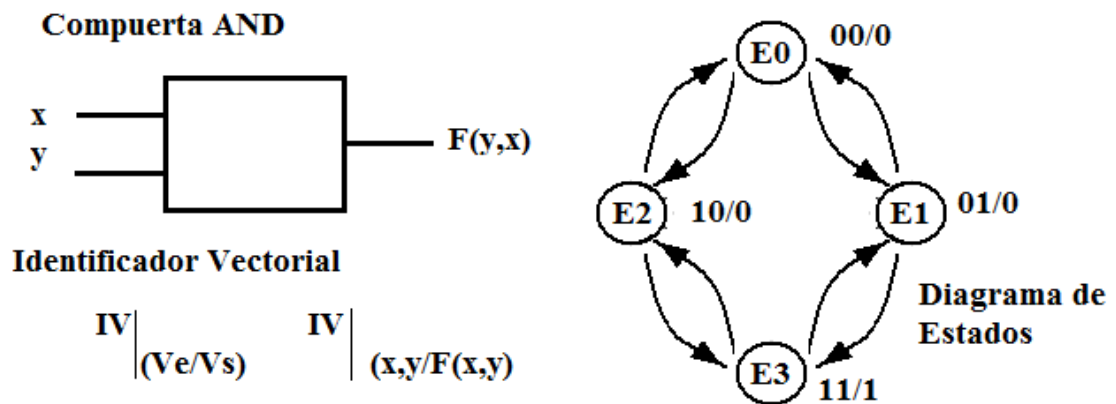 Compuerta AND
x
y
F(y,x)
Identificador Vectorial
IV
(Ve/Vs)
IV
(x,y/F(x,y)
E0
00/0
E2
10/0
E1
01/0
E3
11/1
Diagrama de
Estados